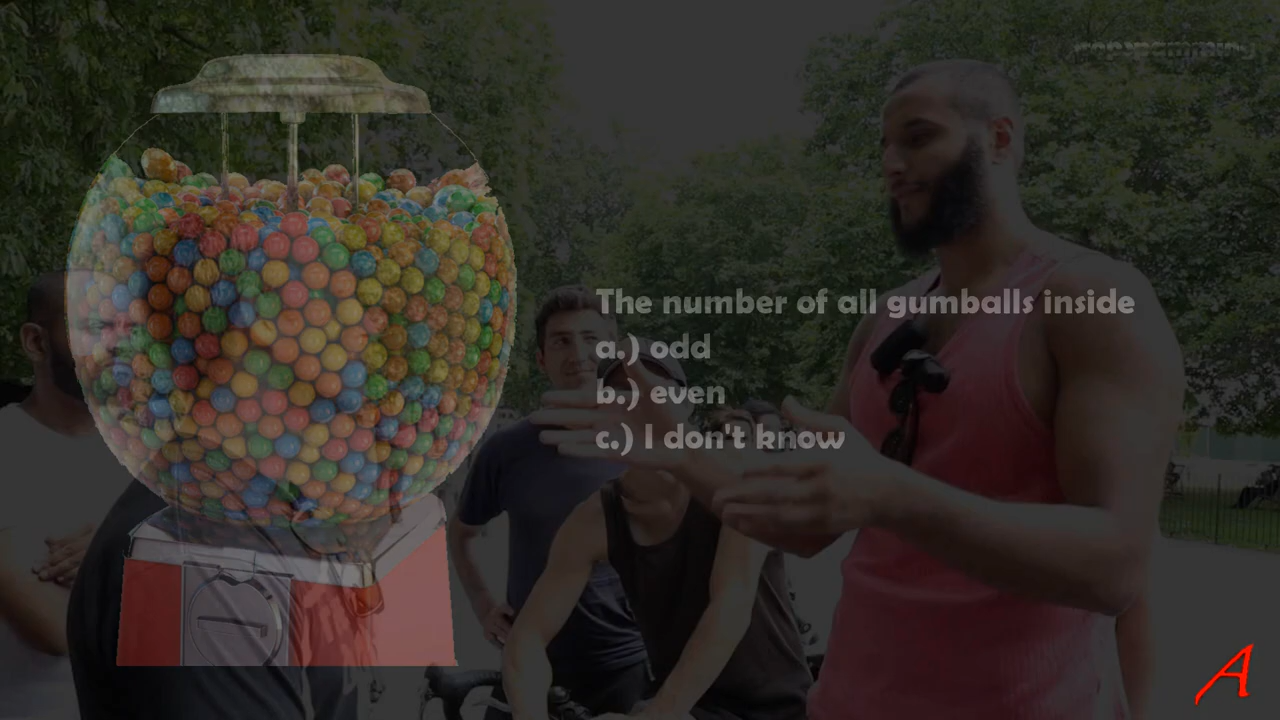 The number of all gumballs inside
a.) odd
b.) even
c.) I don't know
A